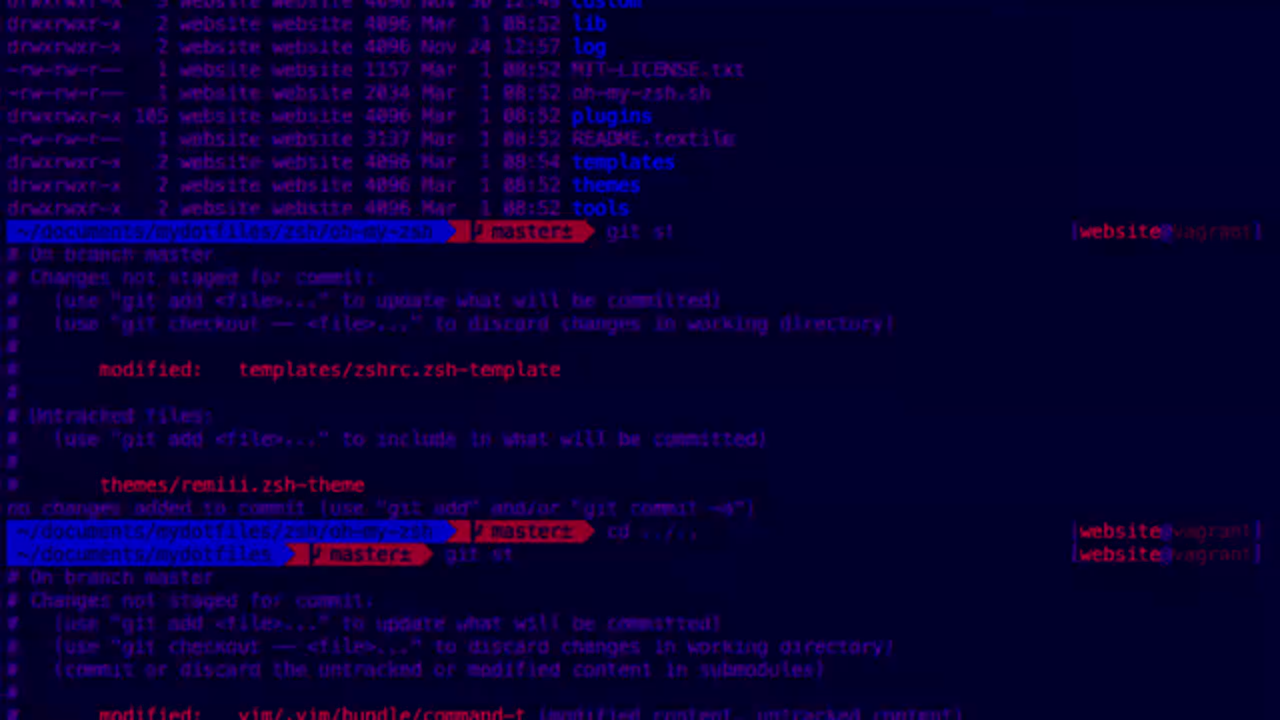 drwxrwxr-x 3 website website 4096 Nov 30 12:48 custom
drwxrwxr-x 2 website website 4096 Mar 1 08:52 lib
drwxrwxr-x 2 website website 4096 Nov 24 12:57 log
-rw-rw-r-- 1 website website 1157 Mar 1 08:52 MIT-LICENSE.txt
-rw-rw-r-- 1 website website 2034 Mar 1 08:52 oh-my-zsh.sh
drwxrwxr-x 105 website website 4096 Mar 1 08:52 plugins
-rw-rw-r-- 1 website website 3137 Mar 1 08:52 README.textile
drwxrwxr-x 2 website website 4096 Mar 1 08:54 templates
drwxrwxr-x 2 website website 4096 Mar 1 08:52 themes
drwxrwxr-x 2 website website 4096 Mar 1 08:52 tools
~/documents/mydotfiles/zsh/oh-my-zsh master± git st [website@vagrant]
# On branch master
# Changes not staged for commit:
# (use "git add <file>..." to update what will be committed)
# (use "git checkout -- <file>..." to discard changes in working directory)
#
# modified: templates/zshrc.zsh-template
#
# Untracked files:
# (use "git add <file>..." to include in what will be committed)
#
# themes/remiii.zsh-theme
no changes added to commit (use "git add" and/or "git commit -a")
~/documents/mydotfiles/zsh/oh-my-zsh master± cd ../.. [website@vagrant]
~/documents/mydotfiles master± git st [website@vagrant]
# On branch master
# Changes not staged for commit:
# (use "git add <file>..." to update what will be committed)
# (use "git checkout -- <file>..." to discard changes in working directory)
# (commit or discard the untracked or modified content in submodules)
#
# modified: vim/.vim/bundle/command-t (modified content, untracked content)